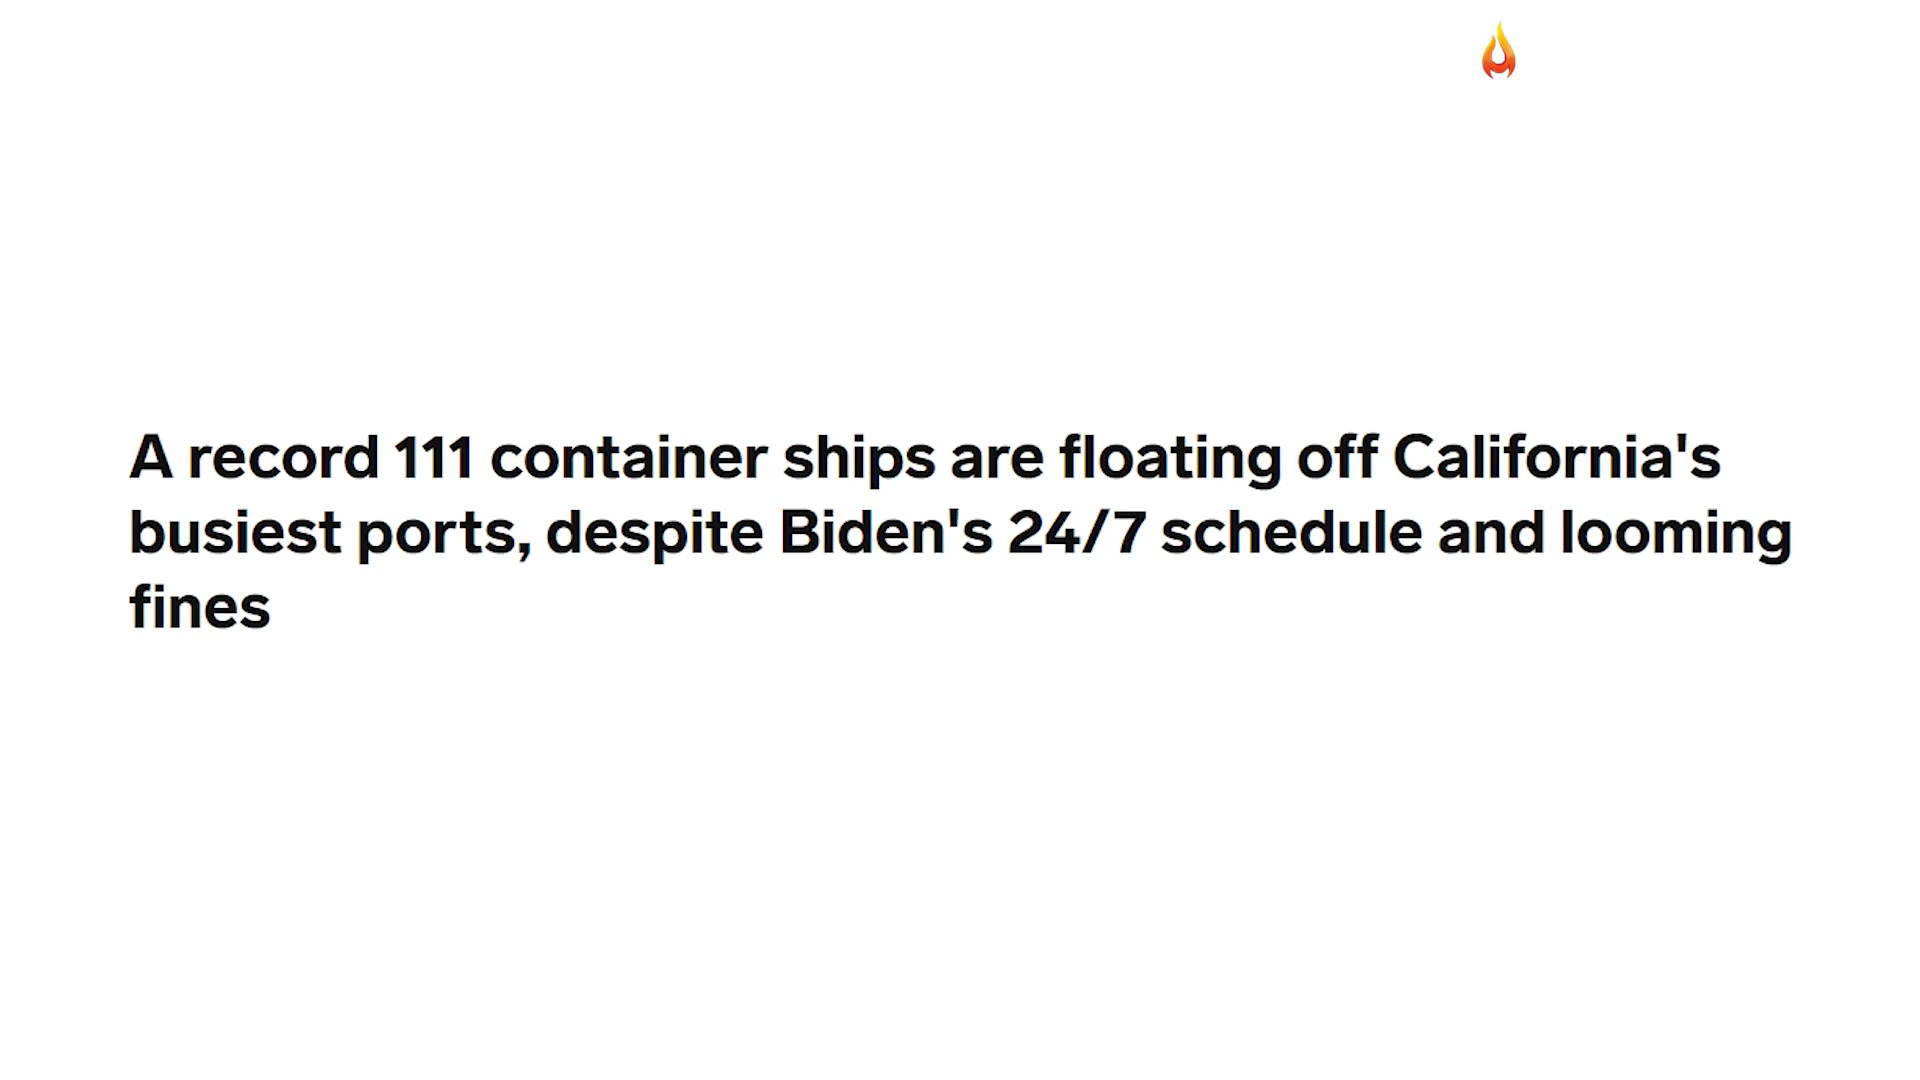 A record 111 container ships are floating off California's
busiest ports, despite Biden's 24/7 schedule and looming
fines